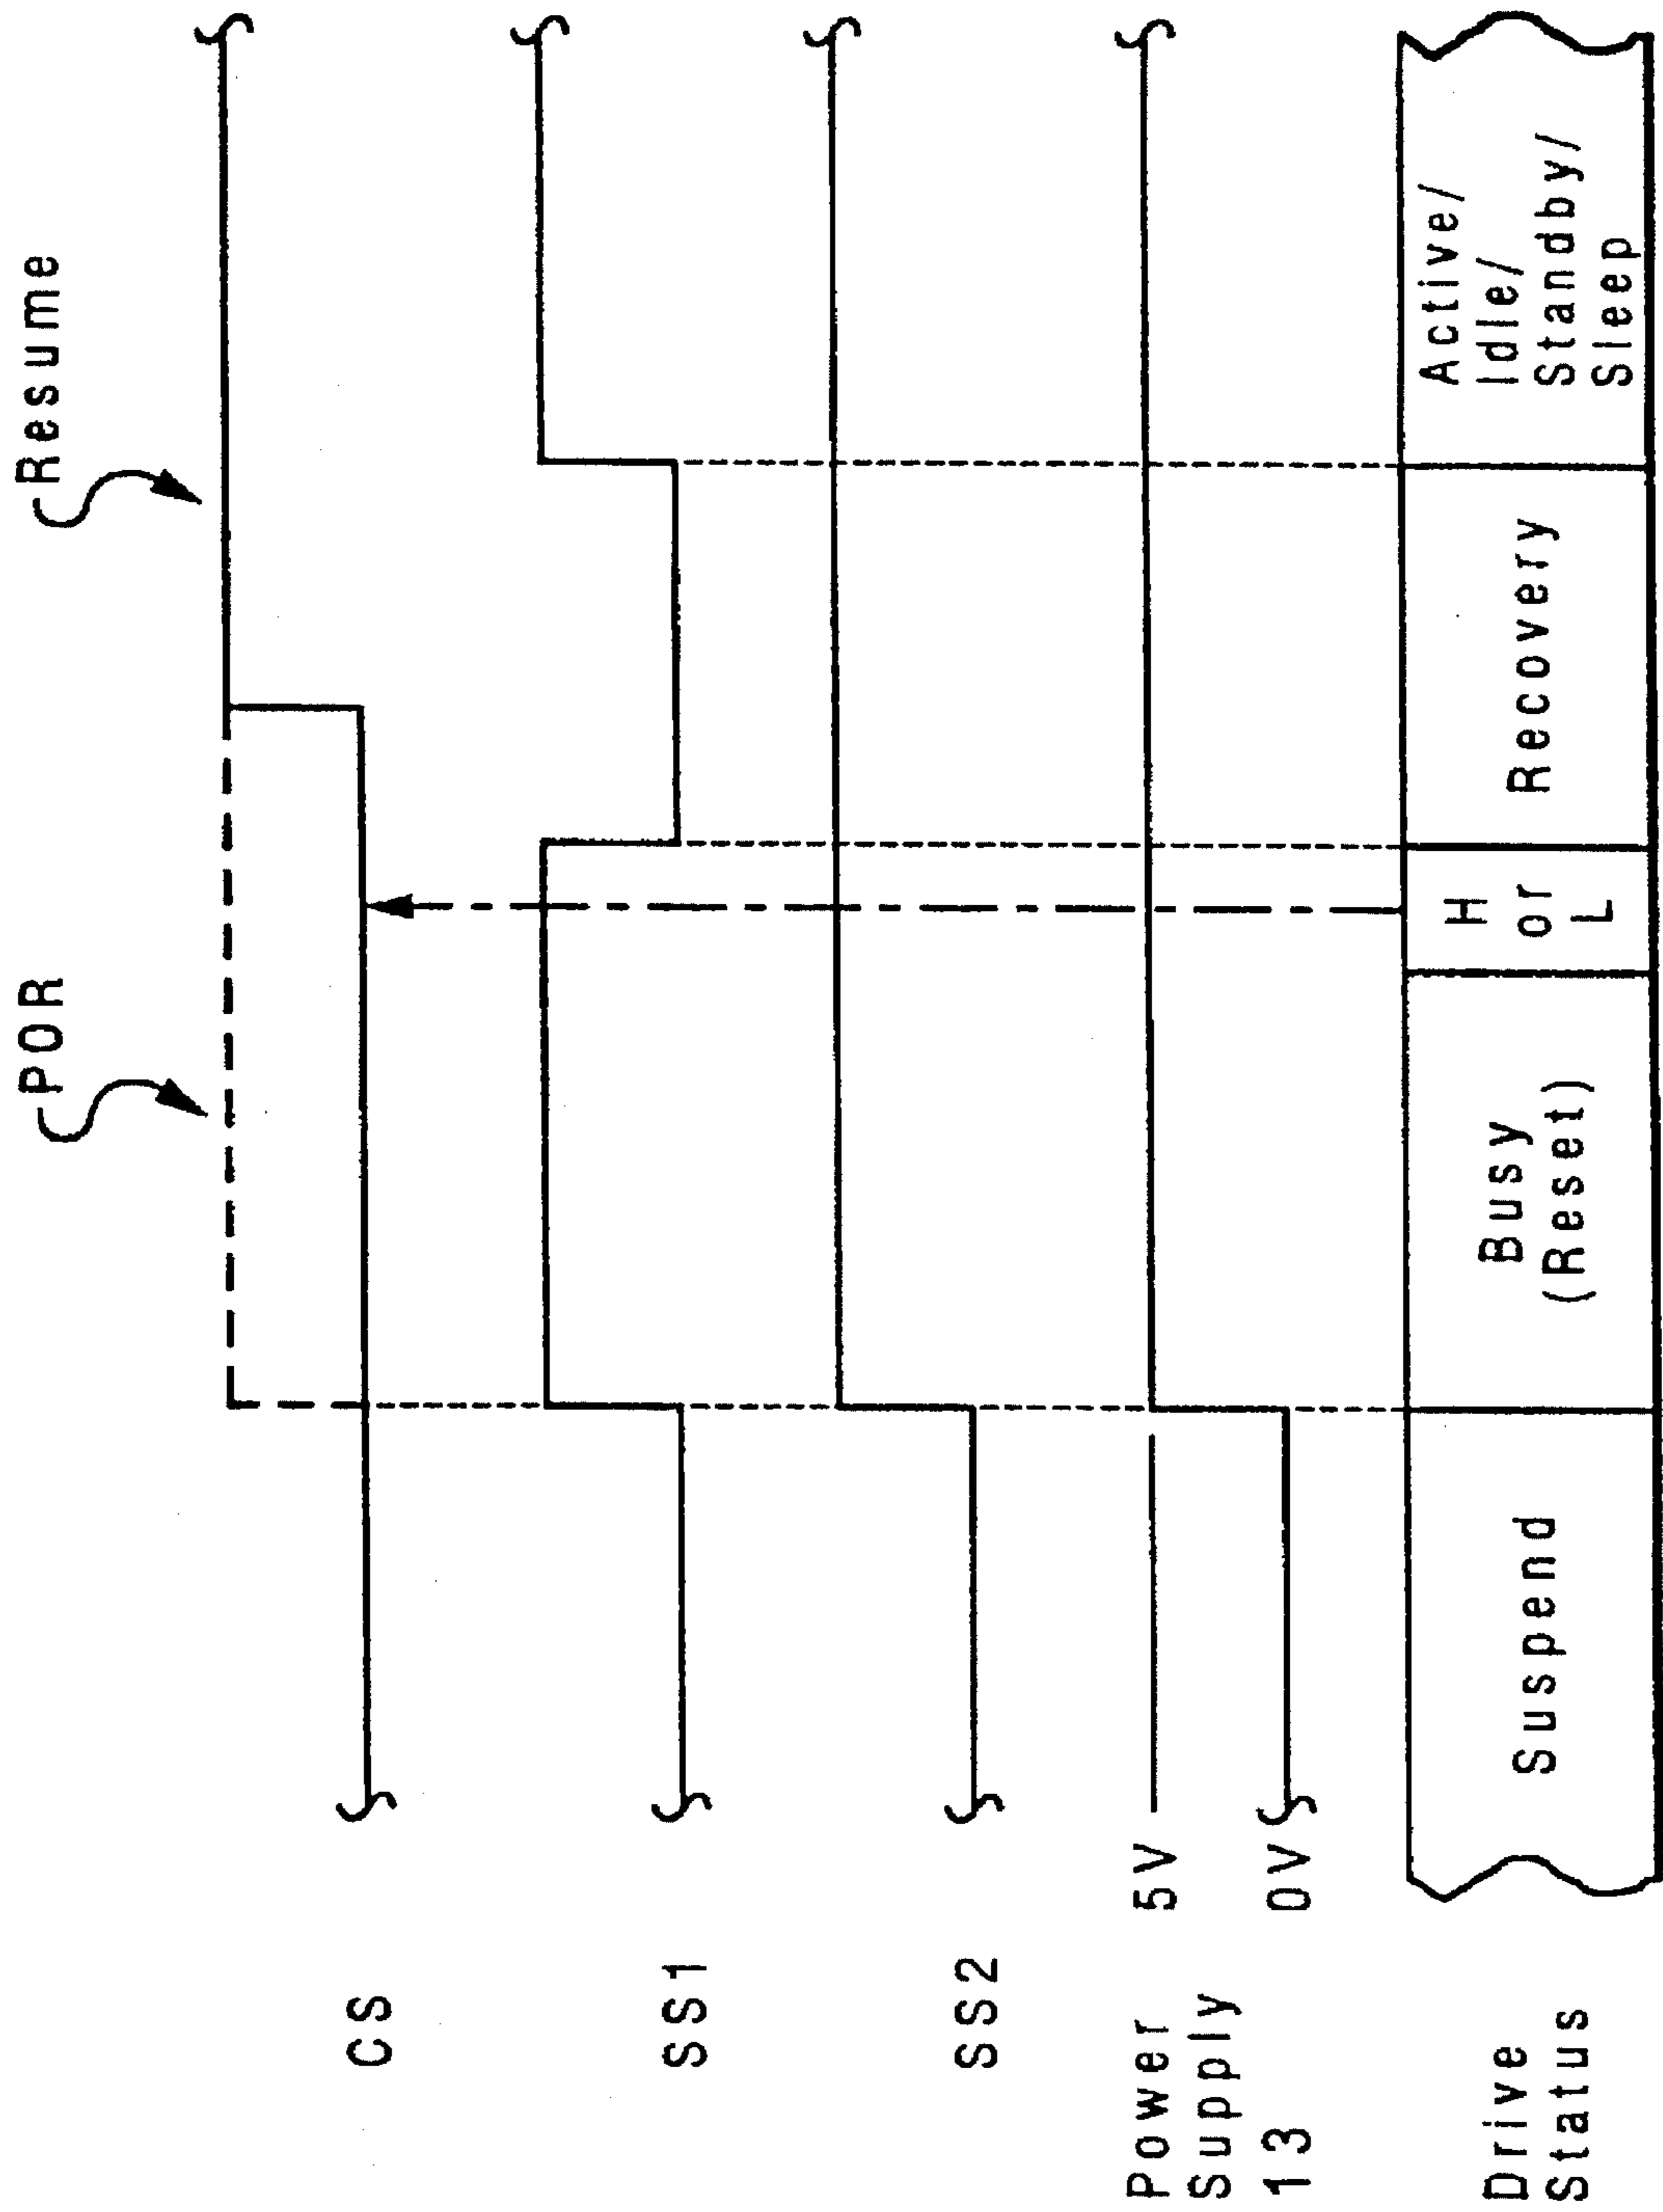 POR
Resume
CS
SS1
SS2
Power
Supply
13
5V
0V
Drive
Status
Suspend
Busy
(Reset)
H
or
L
Recovery
Active/
Idle/
Standby/
Sleep